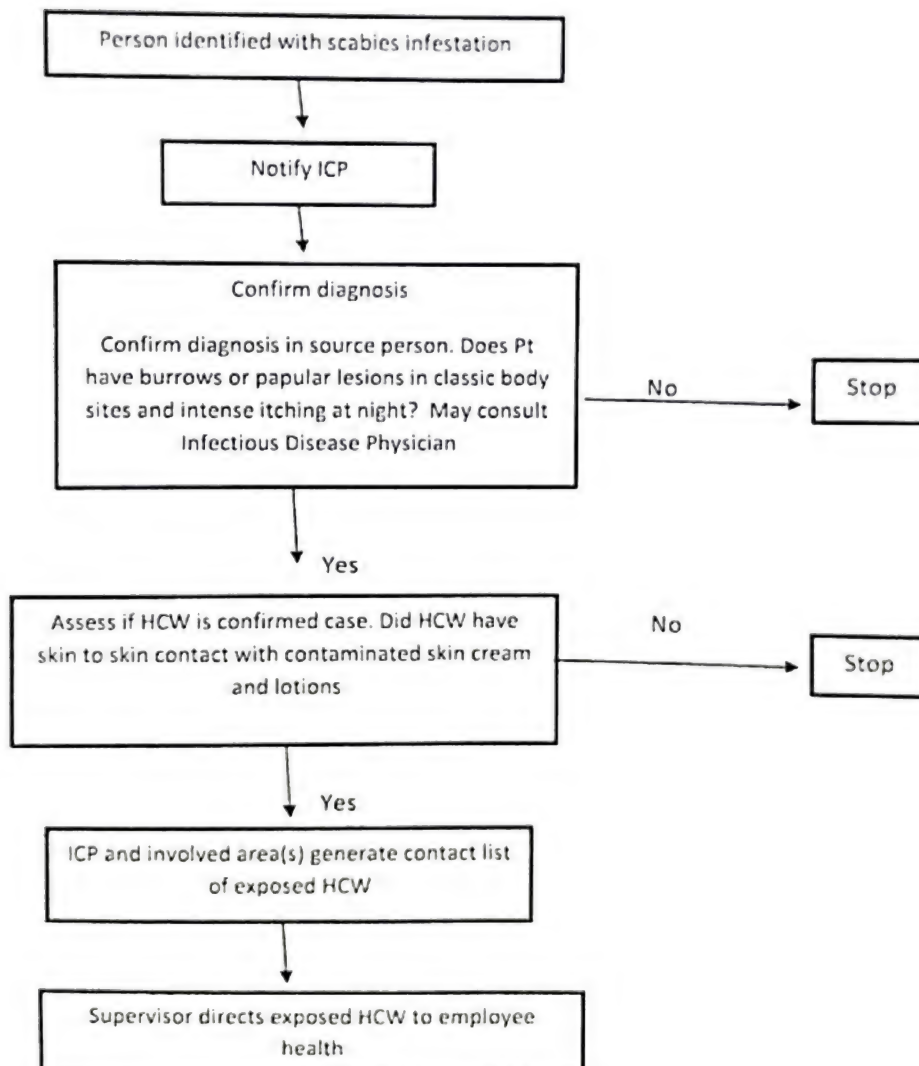 Person identified with scabies infestation
Notify ICP
Confirm diagnosis
Confirm diagnosis in source person. Does Pt
have burrows or papular lesions in classic body
sites and intense itching at night? May consult
Infectious Disease Physician
No
Stop
Yes
Assess if HCW is confirmed case. Did HCW have
skin to skin contact with contaminated skin cream
and lotions
No
Stop
Yes
ICP and involved area(s) generate contact list
of exposed HCW
Supervisor directs exposed HCW to employee
health